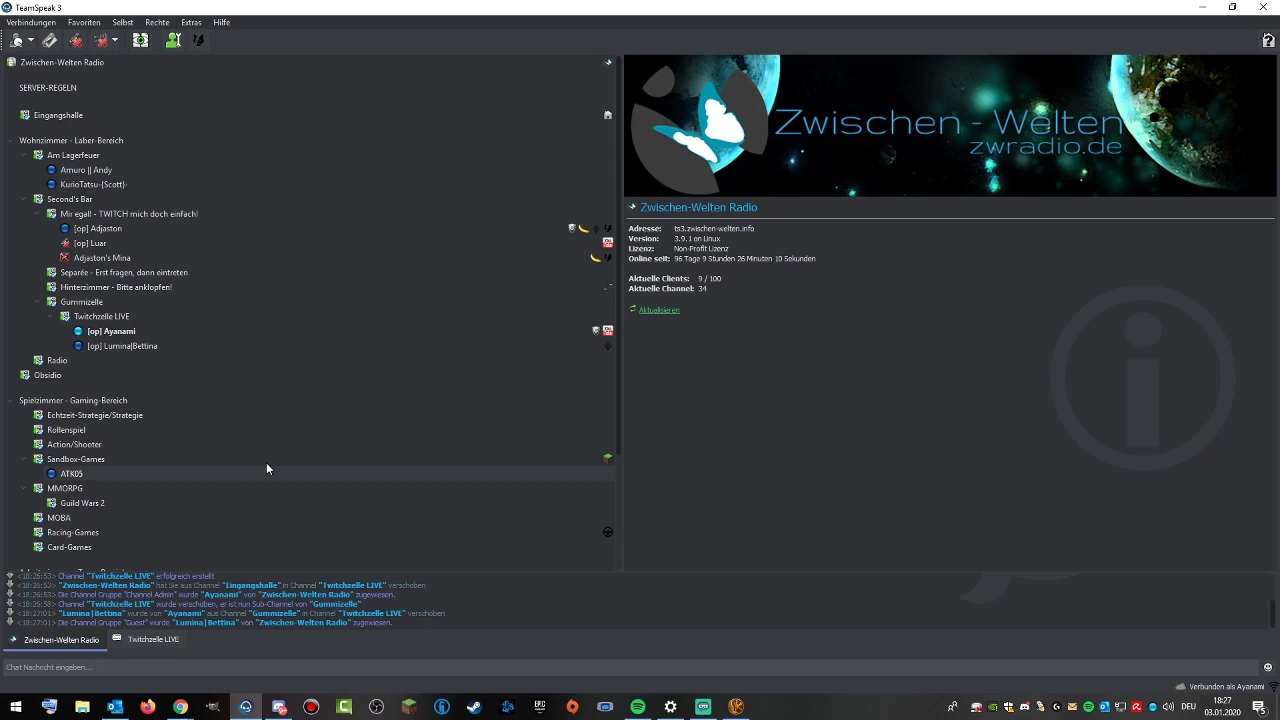 TeamSpeak 3
Verbindungen Favoriten Selbst Rechte Extras Hilfe
Zwischen-Welten Radio
SERVER-REGELN
Eingangshalle
Wohnzimmer - Laber-Bereich
Am Lagerfeuer
Amuro || Andy
KurioTatsu-{Scott}-
Second's Bar
Mir egall - TWITCH mich doch einfach!
[op] Adjaston
[op] Luar
Adjaston's Mina
Separée - Erst fragen, dann eintreten
Hinterzimmer - Bitte anklopfen!
Gummizelle
Twitchzelle LIVE
[op] Ayanami
[op] Lumina|Bettina
Radio
Obsidio
Spielzimmer - Gaming-Bereich
Echtzeit-Strategie/Strategie
Rollenspiel
Action/Shooter
Sandbox-Games
ATK05
MMORPG
Guild Wars 2
MOBA
Racing-Games
Card-Games
Zwischen - Welten
zwradio.de
Zwischen-Welten Radio
Adresse: ts3.zwischen-welten.info
Version: 3.9.1 on Linux
Lizenz: Non-Profit Lizenz
Online seit: 96 Tage 9 Stunden 26 Minuten 10 Sekunden
Aktuelle Clients: 9 / 100
Aktuelle Channel: 34
Aktualisieren
<18:26:53> Channel "Twitchzelle LIVE" erfolgreich erstellt
<18:26:53> "Zwischen-Welten Radio" hat Sie aus Channel "Eingangshalle" in Channel "Twitchzelle LIVE" verschoben
<18:26:53> Die Channel Gruppe "Channel Admin" wurde "Ayanami" von "Zwischen-Welten Radio" zugewiesen.
<18:26:58> Channel "Twitchzelle LIVE" wurde verschoben, er ist nun Sub-Channel von "Gummizelle"
<18:27:01> "Lumina|Bettina" wurde von "Ayanami" aus Channel "Gummizelle" in Channel "Twitchzelle LIVE" verschoben
<18:27:01> Die Channel Gruppe "Guest" wurde "Lumina|Bettina" von "Zwischen-Welten Radio" zugewiesen.
Zwischen-Welten Radio Twitchzelle LIVE
Chat Nachricht eingeben...
Verbunden als Ayanami
EPIC
DEU
18:27
03.01.2020